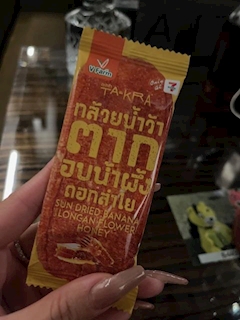 TA-KRA
กล้วยน้ำว้า
ตาก
อบน้ำผึ้ง
ดอกลำไย
SUN DRIED BANANA
LONGAN FLOWER
HONEY